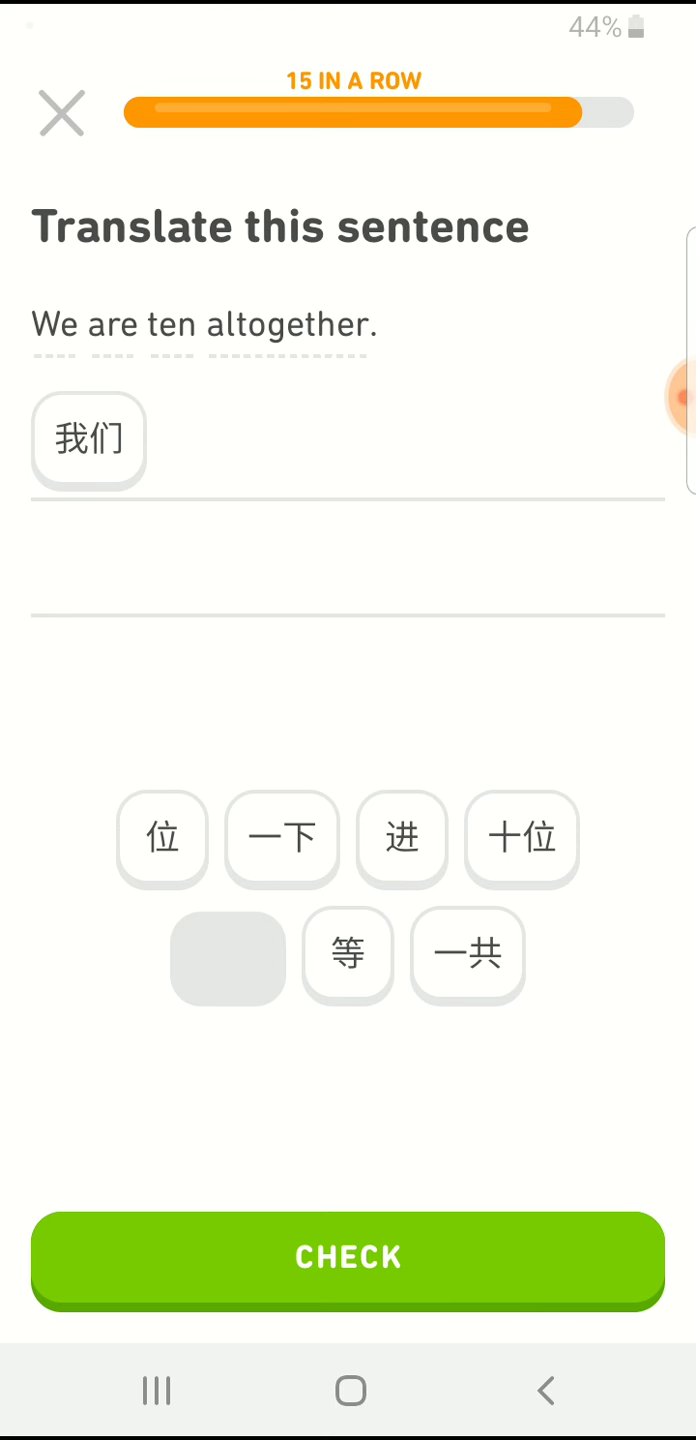 44%
15 IN A ROW
Translate this sentence
We are ten altogether.
我们
位 一下 进 十位
等 一共
CHECK